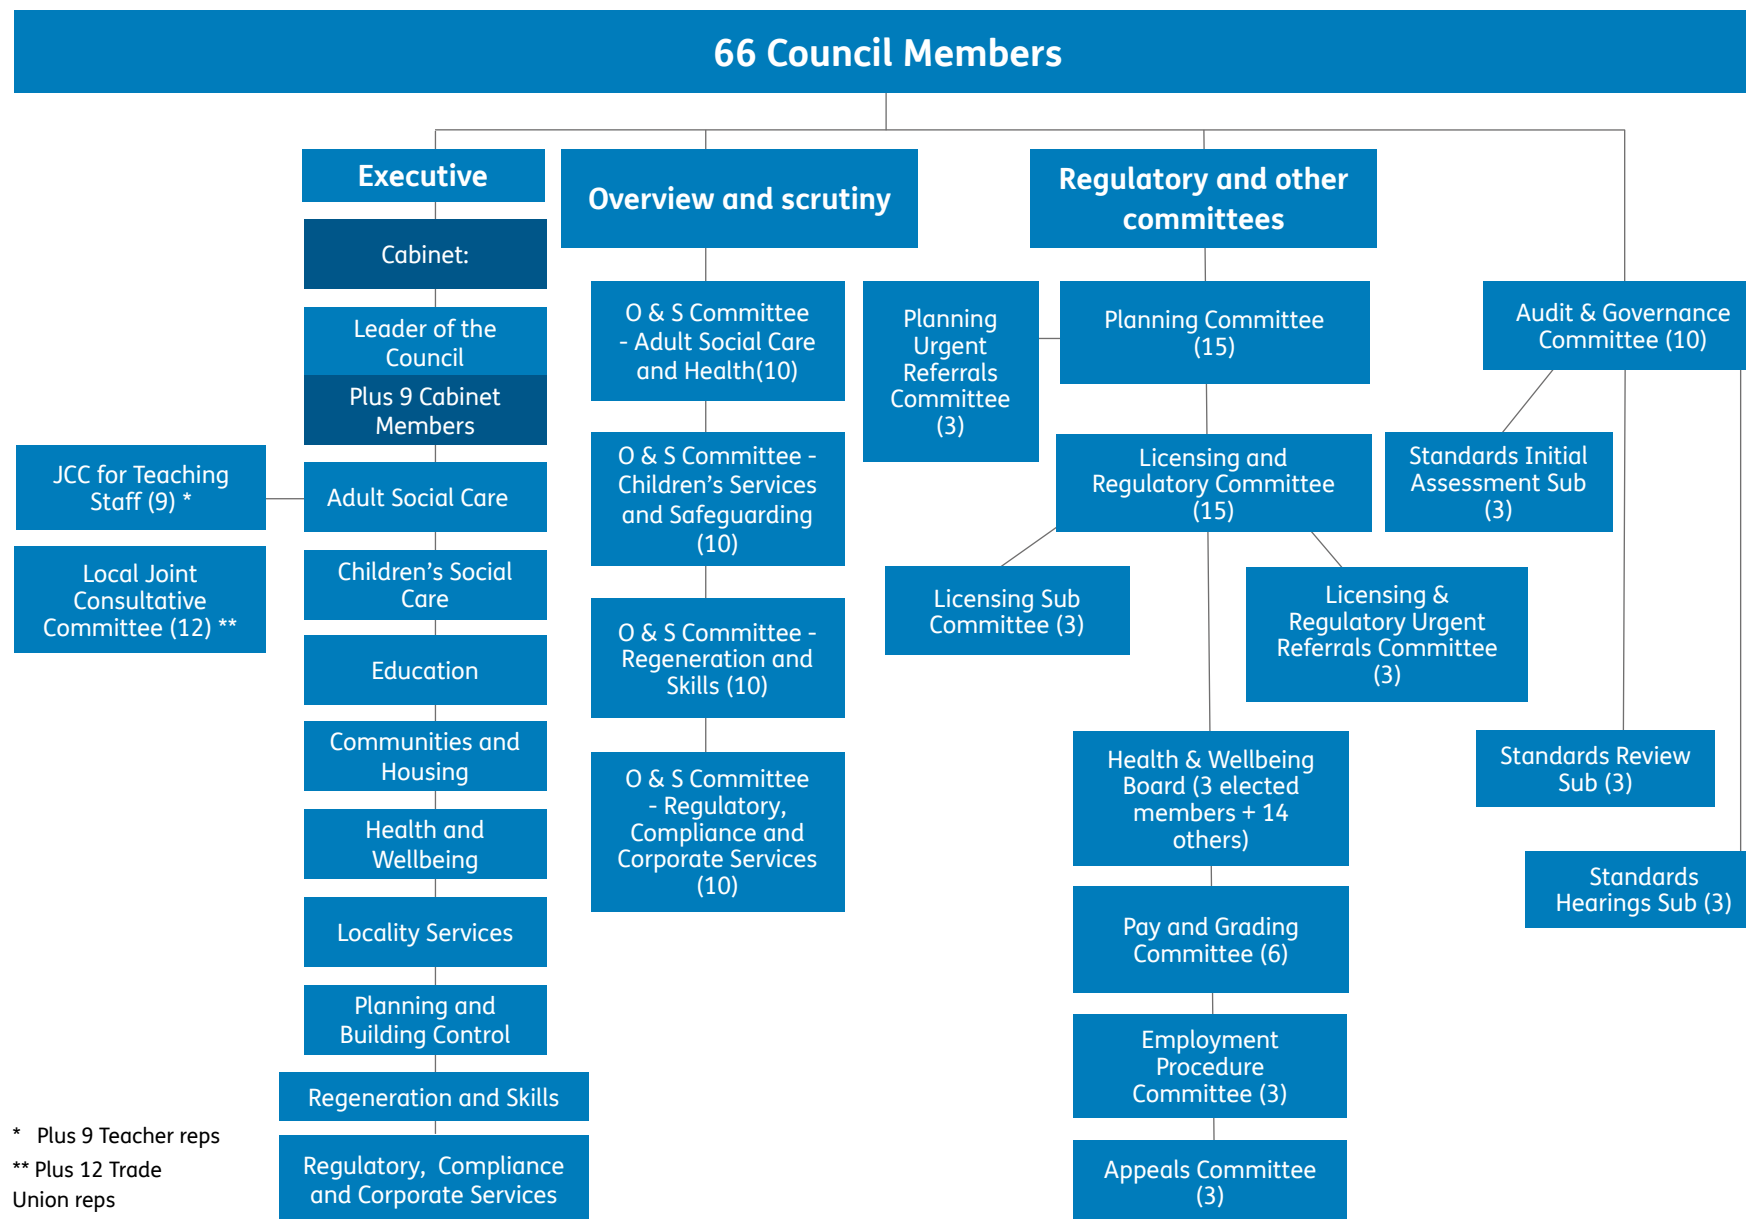 66 Council Members
Executive
Cabinet:
Leader of the
Council
Plus 9 Cabinet
Members
Adult Social Care
Children's Social
Care
Education
Communities and
Housing
Health and
Wellbeing
Locality Services
Planning and
Building Control
Regeneration and Skills
Regulatory, Compliance
and Corporate Services
JCC for Teaching
Staff (9) *
Local Joint
Consultative
Committee (12) **
Overview and scrutiny
O & S Committee
- Adult Social Care
and Health(10)
O & S Committee -
Children's Services
and Safeguarding
(10)
O & S Committee -
Regeneration and
Skills (10)
O & S Committee
- Regulatory,
Compliance and
Corporate Services
(10)
Regulatory and other
committees
Planning
Urgent
Referrals
Committee
(3)
Planning Committee
(15)
Licensing and
Regulatory Committee
(15)
Licensing Sub
Committee (3)
Licensing &
Regulatory Urgent
Referrals Committee
(3)
Health & Wellbeing
Board (3 elected
members + 14
others)
Pay and Grading
Committee (6)
Employment
Procedure
Committee (3)
Appeals Committee
(3)
Audit & Governance
Committee (10)
Standards Initial
Assessment Sub
(3)
Standards Review
Sub (3)
Standards
Hearings Sub (3)
* Plus 9 Teacher reps
** Plus 12 Trade
Union reps